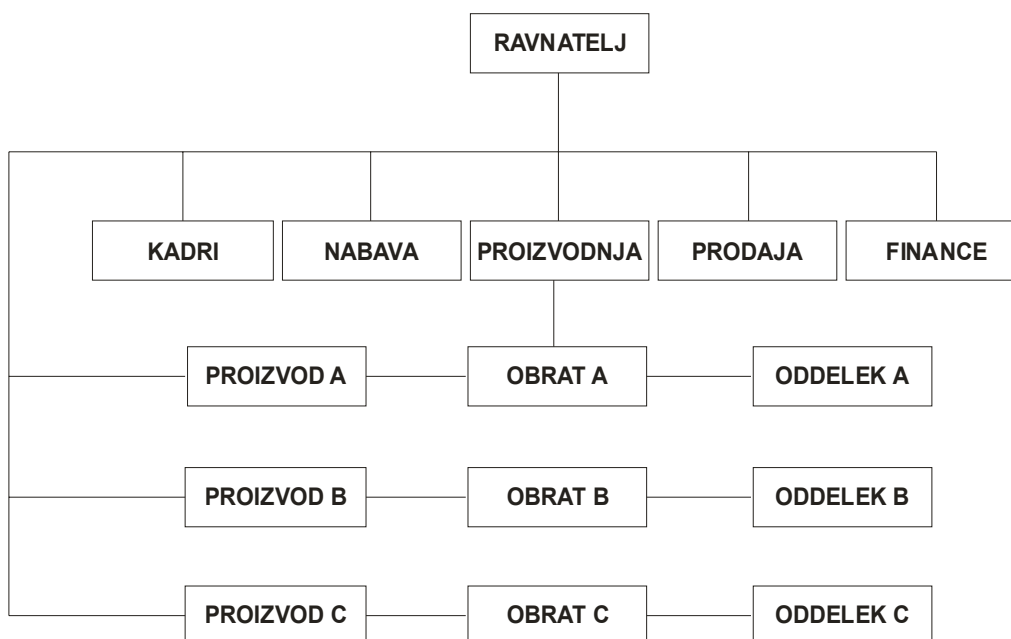 RAVNATELJ
KADRI
NABAVA
PROIZVODNJA
PRODAJA
FINANCE
PROIZVOD A
OBRAT A
ODDELEK A
PROIZVOD B
OBRAT B
ODDELEK B
PROIZVOD C
OBRAT C
ODDELEK C